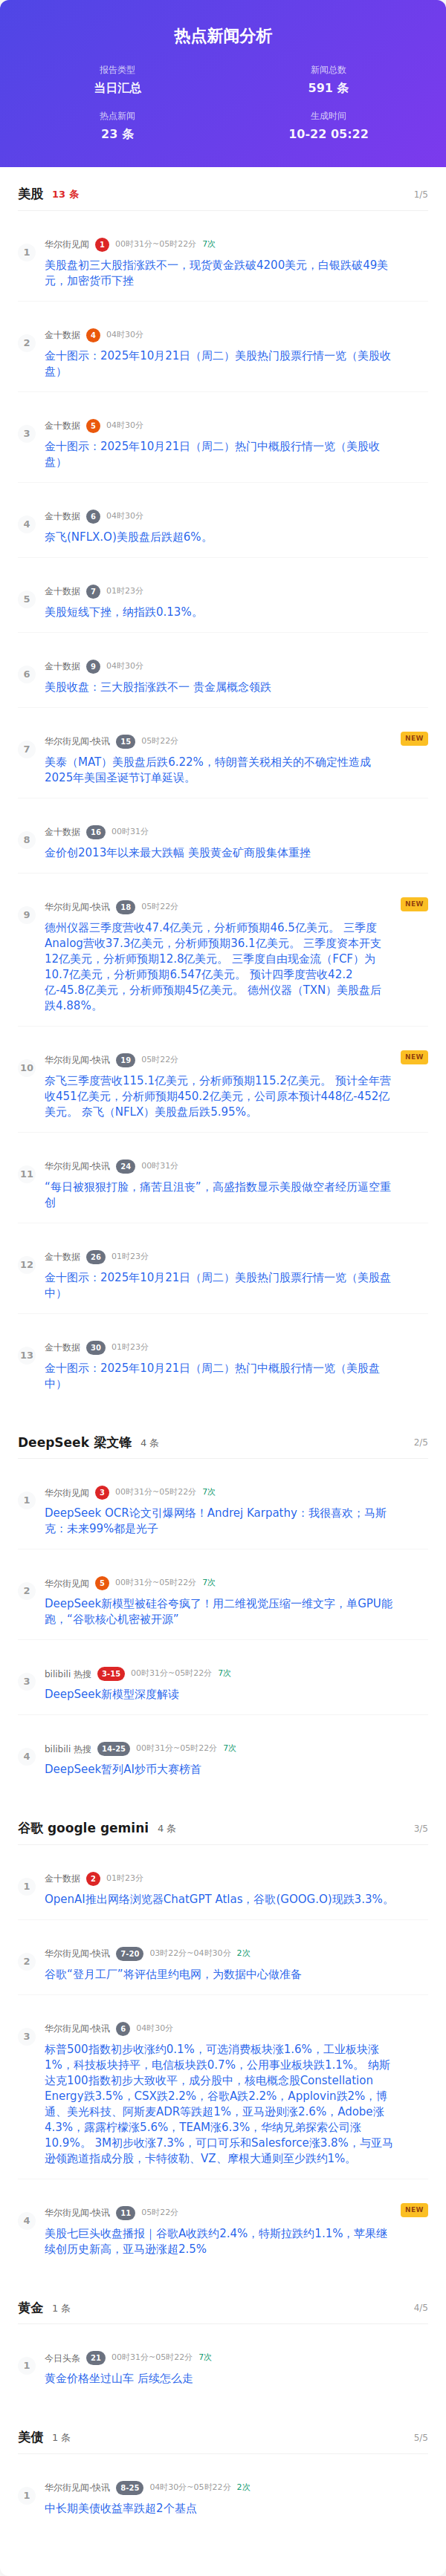 热点新闻分析
报告类型
当日汇总
新闻总数
591 条
热点新闻
23 条
生成时间
10-22 05:22
美股 13 条 1/5
1
华尔街见闻 1 00时31分~05时22分 7次
美股盘初三大股指涨跌不一，现货黄金跌破4200美元，白银跌破49美
元，加密货币下挫
2
金十数据 4 04时30分
金十图示：2025年10月21日（周二）美股热门股票行情一览（美股收
盘）
3
金十数据 5 04时30分
金十图示：2025年10月21日（周二）热门中概股行情一览（美股收
盘）
4
金十数据 6 04时30分
奈飞(NFLX.O)美股盘后跌超6%。
5
金十数据 7 01时23分
美股短线下挫，纳指跌0.13%。
6
金十数据 9 04时30分
美股收盘：三大股指涨跌不一 贵金属概念领跌
7
华尔街见闻-快讯 15 05时22分 NEW
美泰（MAT）美股盘后跌6.22%，特朗普关税相关的不确定性造成
2025年美国圣诞节订单延误。
8
金十数据 16 00时31分
金价创2013年以来最大跌幅 美股黄金矿商股集体重挫
9
华尔街见闻-快讯 18 05时22分 NEW
德州仪器三季度营收47.4亿美元，分析师预期46.5亿美元。 三季度
Analog营收37.3亿美元，分析师预期36.1亿美元。 三季度资本开支
12亿美元，分析师预期12.8亿美元。 三季度自由现金流（FCF）为
10.7亿美元，分析师预期6.547亿美元。 预计四季度营收42.2
亿-45.8亿美元，分析师预期45亿美元。 德州仪器（TXN）美股盘后
跌4.88%。
10
华尔街见闻-快讯 19 05时22分 NEW
奈飞三季度营收115.1亿美元，分析师预期115.2亿美元。 预计全年营
收451亿美元，分析师预期450.2亿美元，公司原本预计448亿-452亿
美元。 奈飞（NFLX）美股盘后跌5.95%。
11
华尔街见闻-快讯 24 00时31分
“每日被狠狠打脸，痛苦且沮丧”，高盛指数显示美股做空者经历逼空重
创
12
金十数据 26 01时23分
金十图示：2025年10月21日（周二）美股热门股票行情一览（美股盘
中）
13
金十数据 30 01时23分
金十图示：2025年10月21日（周二）热门中概股行情一览（美股盘
中）
DeepSeek 梁文锋 4 条 2/5
1
华尔街见闻 3 00时31分~05时22分 7次
DeepSeek OCR论文引爆网络！Andrej Karpathy：我很喜欢；马斯
克：未来99%都是光子
2
华尔街见闻 5 00时31分~05时22分 7次
DeepSeek新模型被硅谷夸疯了！用二维视觉压缩一维文字，单GPU能
跑，“谷歌核心机密被开源”
3
bilibili 热搜 3-15 00时31分~05时22分 7次
DeepSeek新模型深度解读
4
bilibili 热搜 14-25 00时31分~05时22分 7次
DeepSeek暂列AI炒币大赛榜首
谷歌 google gemini 4 条 3/5
1
金十数据 2 01时23分
OpenAI推出网络浏览器ChatGPT Atlas，谷歌(GOOG.O)现跌3.3%。
2
华尔街见闻-快讯 7-20 03时22分~04时30分 2次
谷歌“登月工厂”将评估里约电网，为数据中心做准备
3
华尔街见闻-快讯 6 04时30分
标普500指数初步收涨约0.1%，可选消费板块涨1.6%，工业板块涨
1%，科技板块持平，电信板块跌0.7%，公用事业板块跌1.1%。 纳斯
达克100指数初步大致收平，成分股中，核电概念股Constellation
Energy跌3.5%，CSX跌2.2%，谷歌A跌2.2%，Applovin跌2%，博
通、美光科技、阿斯麦ADR等跌超1%，亚马逊则涨2.6%，Adobe涨
4.3%，露露柠檬涨5.6%，TEAM涨6.3%，华纳兄弟探索公司涨
10.9%。 3M初步收涨7.3%，可口可乐和Salesforce涨3.8%，与亚马
逊领跑道指成分股，卡特彼勒、VZ、摩根大通则至少跌约1%。
4
华尔街见闻-快讯 11 05时22分 NEW
美股七巨头收盘播报｜谷歌A收跌约2.4%，特斯拉跌约1.1%，苹果继
续创历史新高，亚马逊涨超2.5%
黄金 1 条 4/5
1
今日头条 21 00时31分~05时22分 7次
黄金价格坐过山车 后续怎么走
美债 1 条 5/5
1
华尔街见闻-快讯 8-25 04时30分~05时22分 2次
中长期美债收益率跌超2个基点